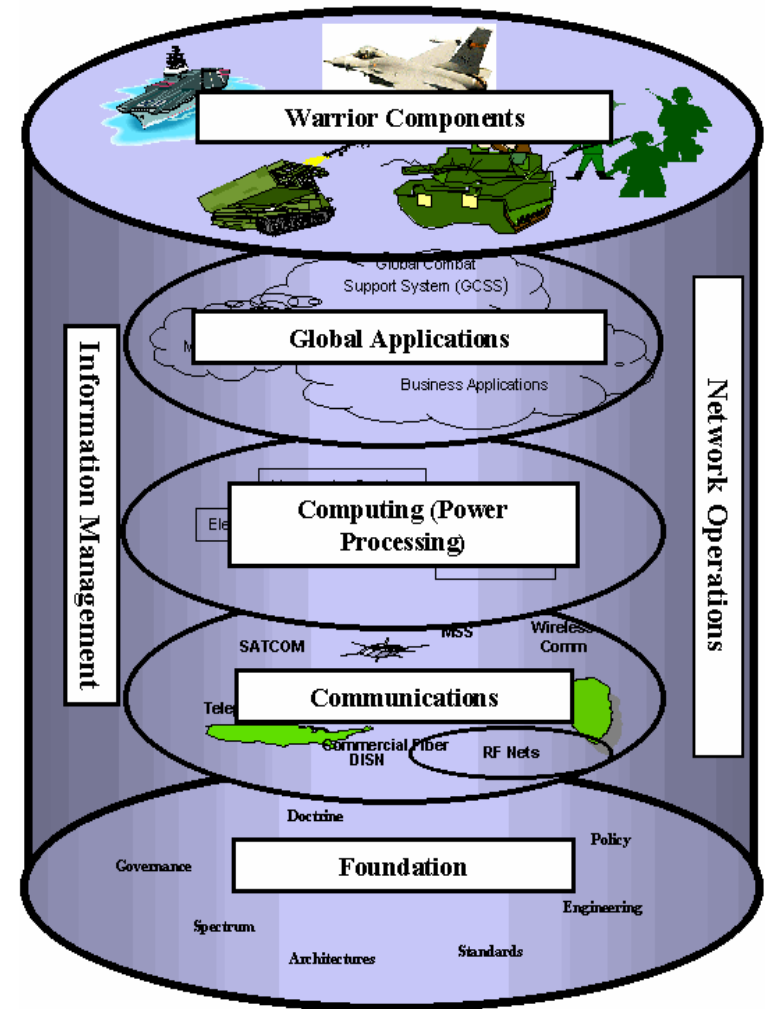 Warrior Components
Global Combat
Support System (GCSS)
Global Applications
Business Applications
Information Management
Network Operations
Computing (Power
Processing)
SATCOM
MSS
Wireless
Comm
Communications
Commercial Fiber
DISN
RF Nets
Doctrine
Policy
Governance
Foundation
Engineering
Spectrum
Architectures
Standards